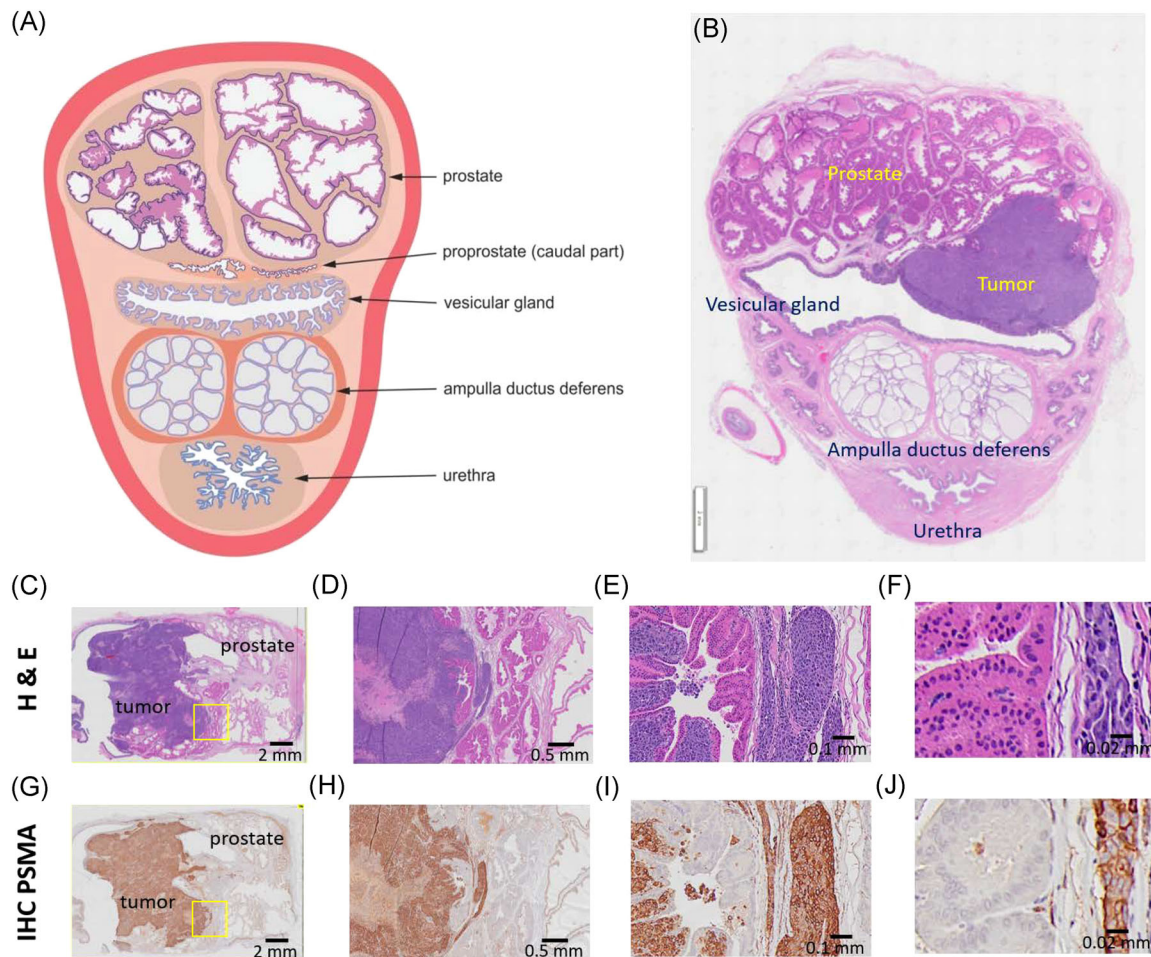 (A)
prostate
proprostate (caudal part)
vesicular gland
ampulla ductus deferens
urethra
(B)
Prostate
Tumor
Vesicular gland
Ampulla ductus deferens
Urethra
2 mm
H & E
(C)
prostate
tumor
2 mm
(D)
0.5 mm
(E)
0.1 mm
(F)
0.02 mm
IHC PSMA
(G)
prostate
tumor
2 mm
(H)
0.5 mm
(I)
0.1 mm
(J)
0.02 mm